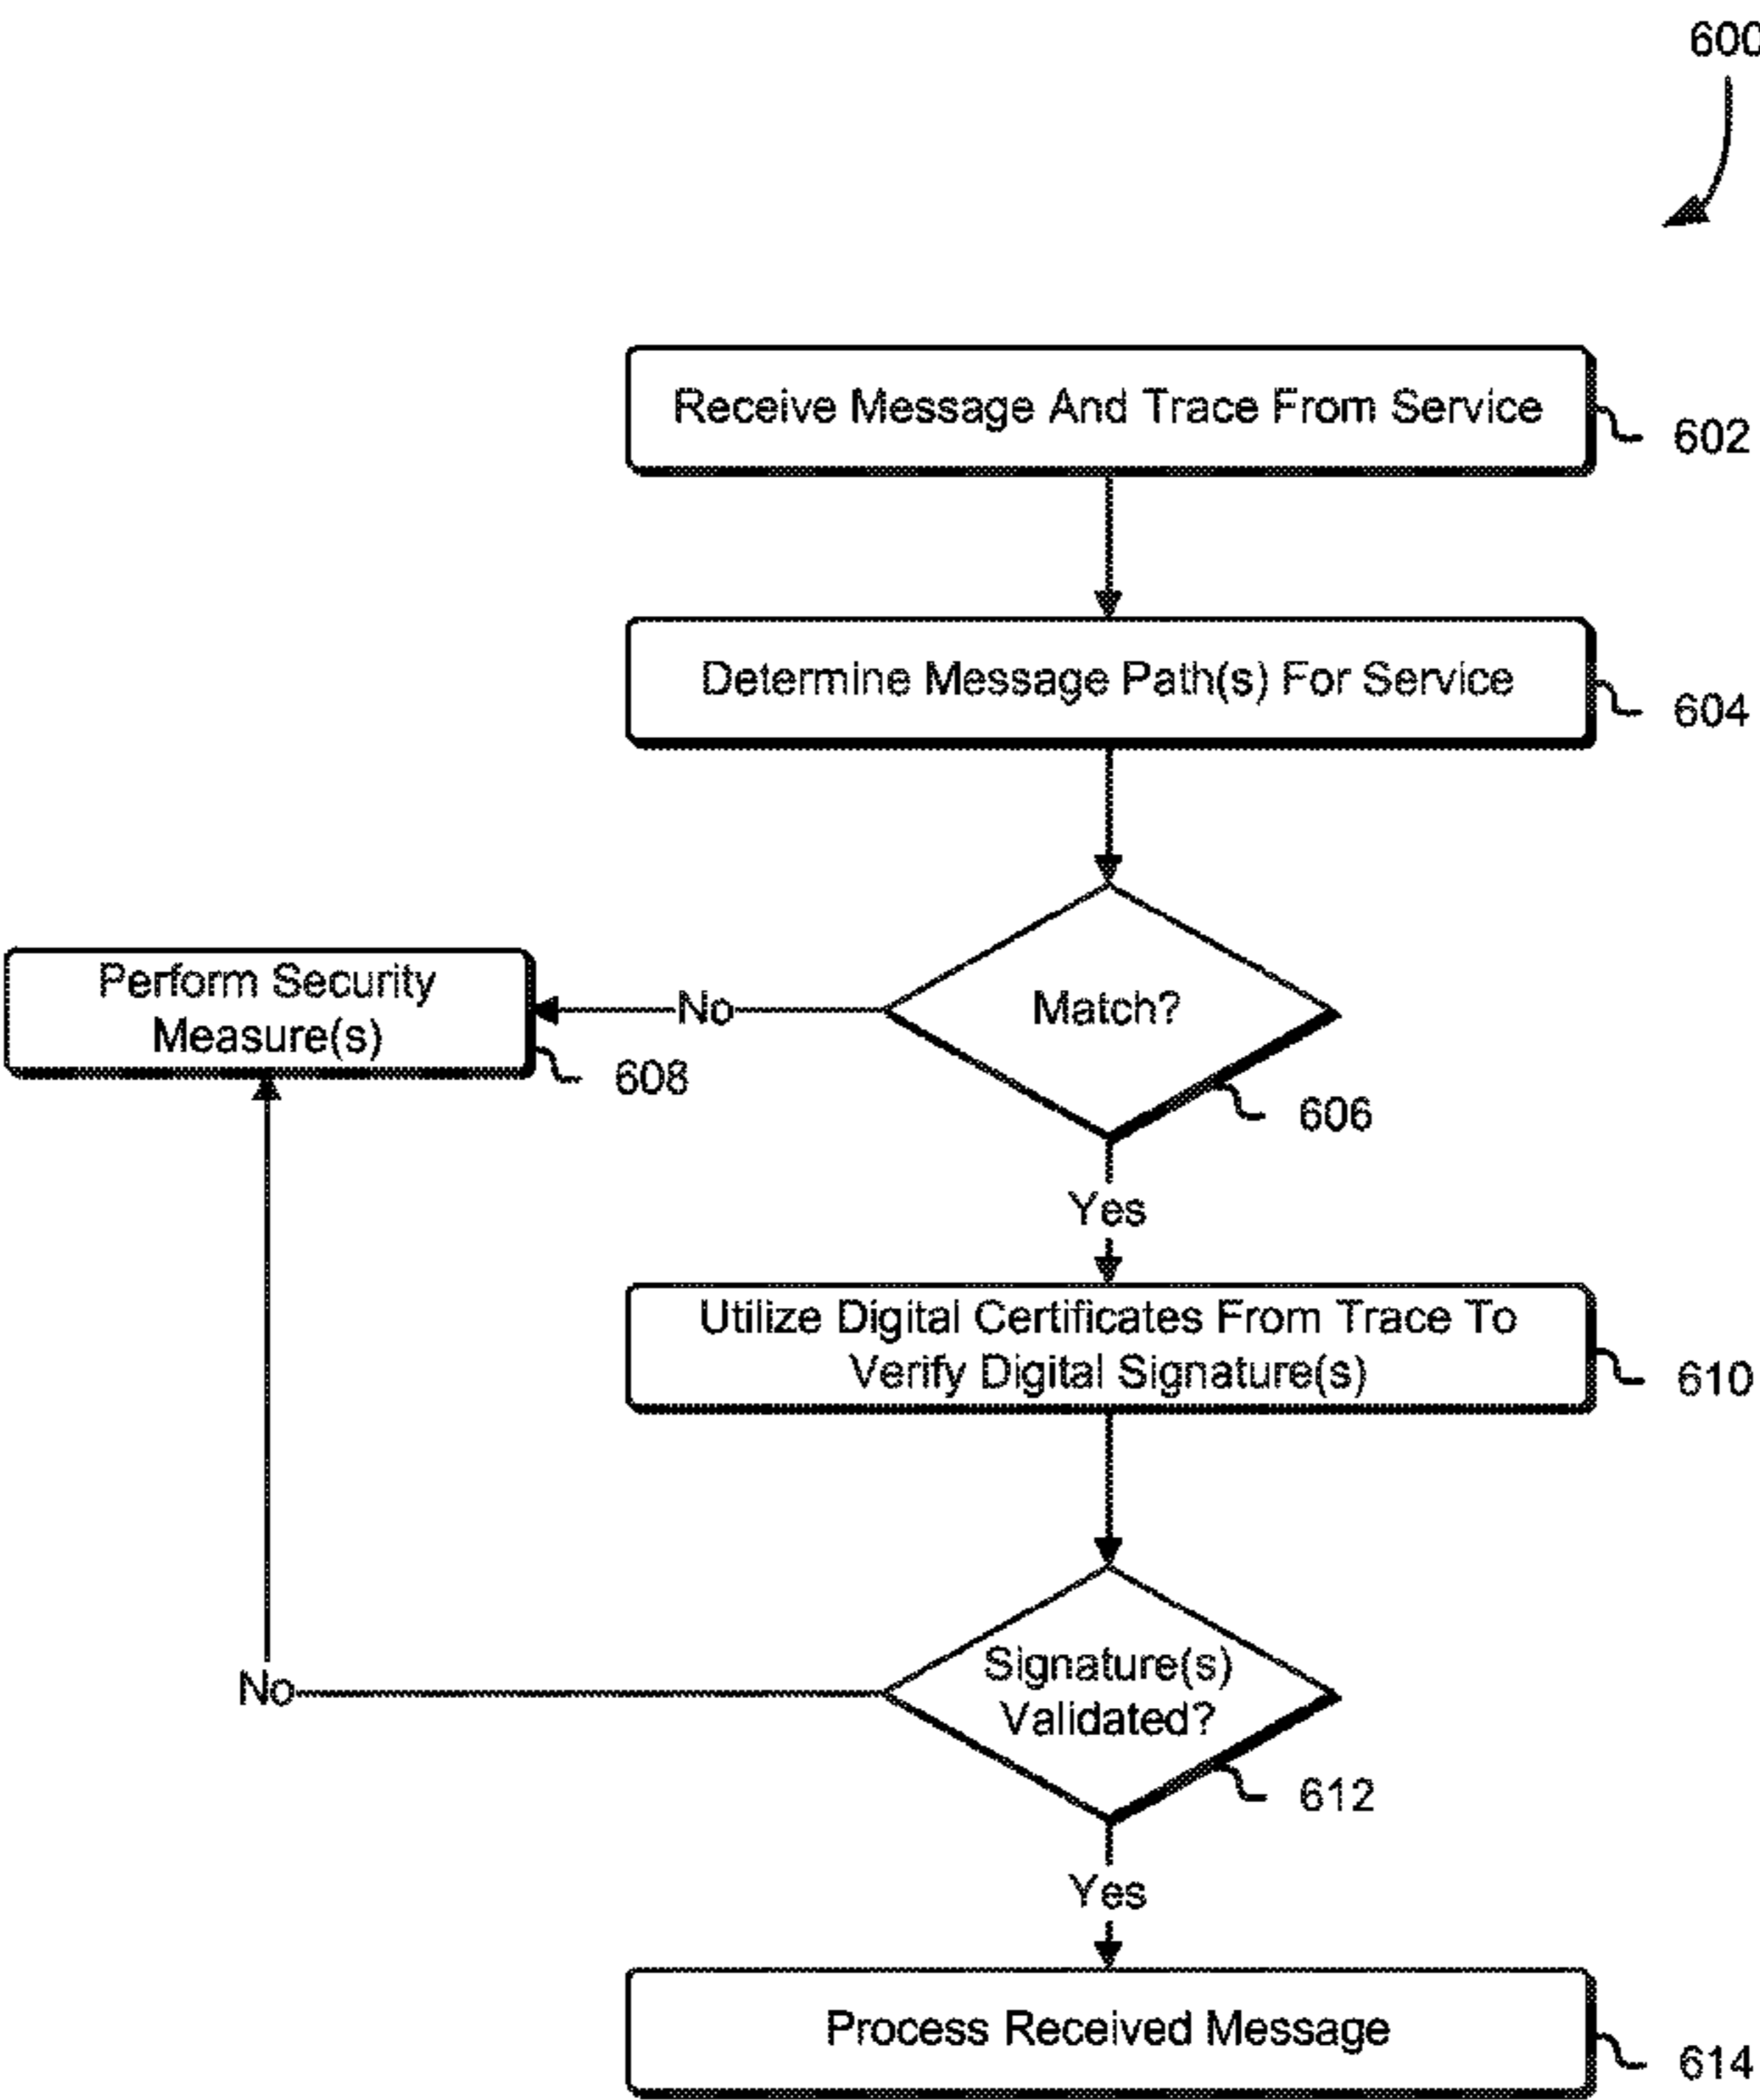 600
Receive Message And Trace From Service
602
Determine Message Path(s) For Service
604
Match?
606
No
Perform Security
Measure(s)
608
Yes
Utilize Digital Certificates From Trace To
Verify Digital Signature(s)
610
Signature(s)
Validated?
612
No
Yes
Process Received Message
614